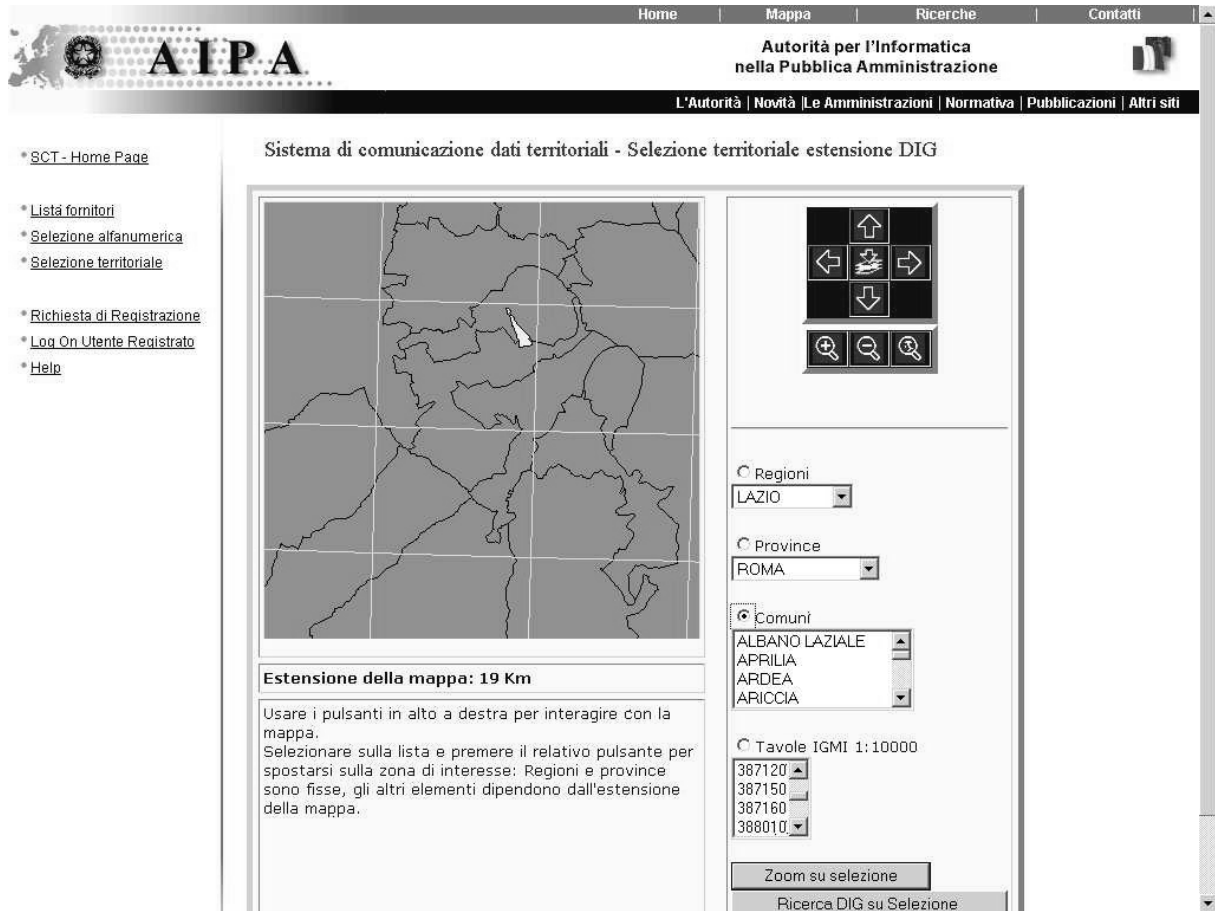 Home | Mappa | Ricerche | Contatti |
AIPA
Autorità per l'Informatica
nella Pubblica Amministrazione
L'Autorità | Novità |Le Amministrazioni | Normativa | Pubblicazioni | Altri siti
SCT - Home Page
Lista fornitori
Selezione alfanumerica
Selezione territoriale
Richiesta di Registrazione
Log On Utente Registrato
Help
Sistema di comunicazione dati territoriali - Selezione territoriale estensione DIG
Estensione della mappa: 19 Km
Usare i pulsanti in alto a destra per interagire con la
mappa.
Selezionare sulla lista e premere il relativo pulsante per
spostarsi sulla zona di interesse: Regioni e province
sono fisse, gli altri elementi dipendono dall'estensione
della mappa.
Regioni
LAZIO
Province
ROMA
Comuni
ALBANO LAZIALE
APRILIA
ARDEA
ARICCIA
Tavole IGMI 1:10000
387120
387150
387160
388010
Zoom su selezione
Ricerca DIG su Selezione